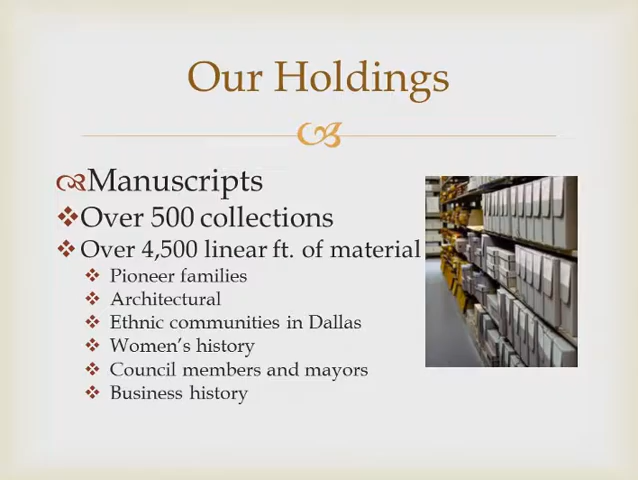 Our Holdings
Manuscripts
Over 500 collections
Over 4,500 linear ft. of material
Pioneer families
Architectural
Ethnic communities in Dallas
Women's history
Council members and mayors
Business history